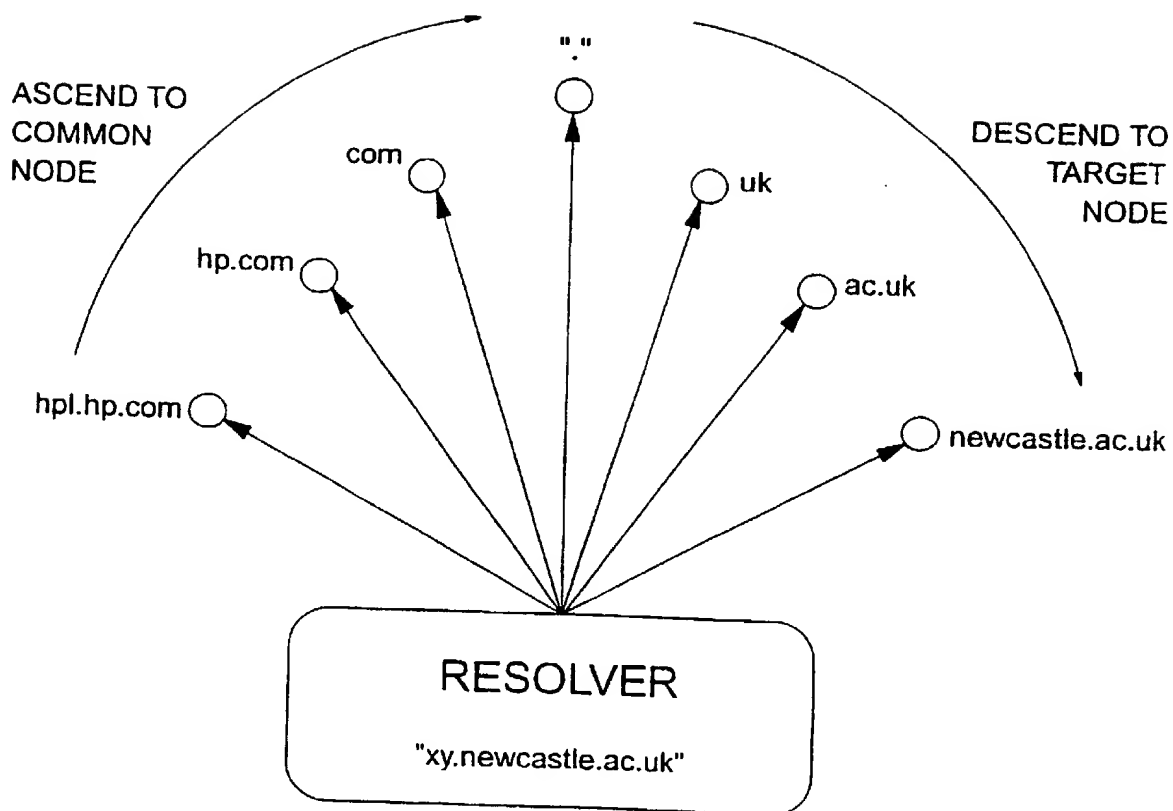 "."
ASCEND TO
COMMON
NODE
DESCEND TO
TARGET
NODE
com
uk
hp.com
ac.uk
hpl.hp.com
newcastle.ac.uk
RESOLVER
"xy.newcastle.ac.uk"